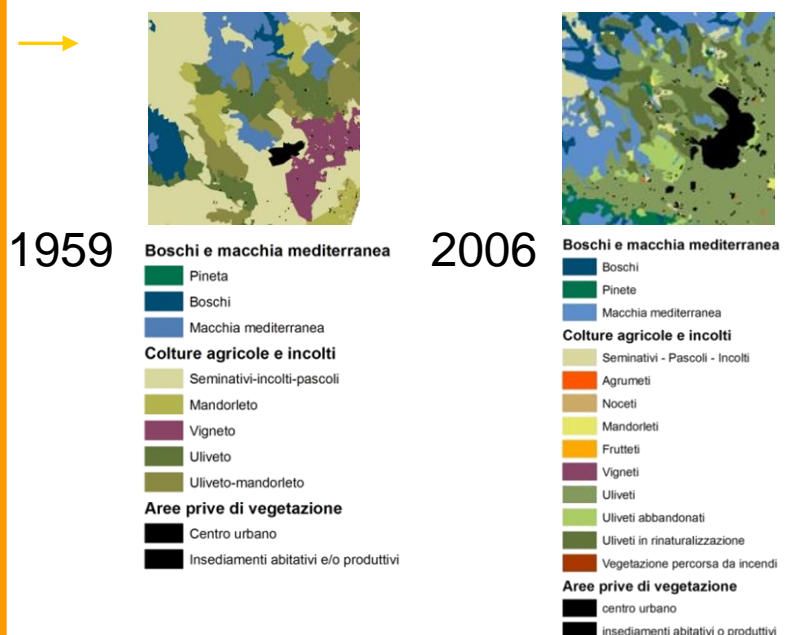 1959
Boschi e macchia mediterranea
Pineta
Boschi
Macchia mediterranea
Colture agricole e incolti
Seminativi-incolti-pascoli
Mandorleto
Vigneto
Uliveto
Uliveto-mandorleto
Aree prive di vegetazione
Centro urbano
Insediamenti abitativi e/o produttivi
2006
Boschi e macchia mediterranea
Boschi
Pinete
Macchia mediterranea
Colture agricole e incolti
Seminativi - Pascoli - Incolti
Agrumeti
Noceti
Mandorleti
Frutteti
Vigneti
Uliveti
Uliveti abbandonati
Uliveti in rinaturalizzazione
Vegetazione percorsa da incendi
Aree prive di vegetazione
centro urbano
insediamenti abitativi o produttivi